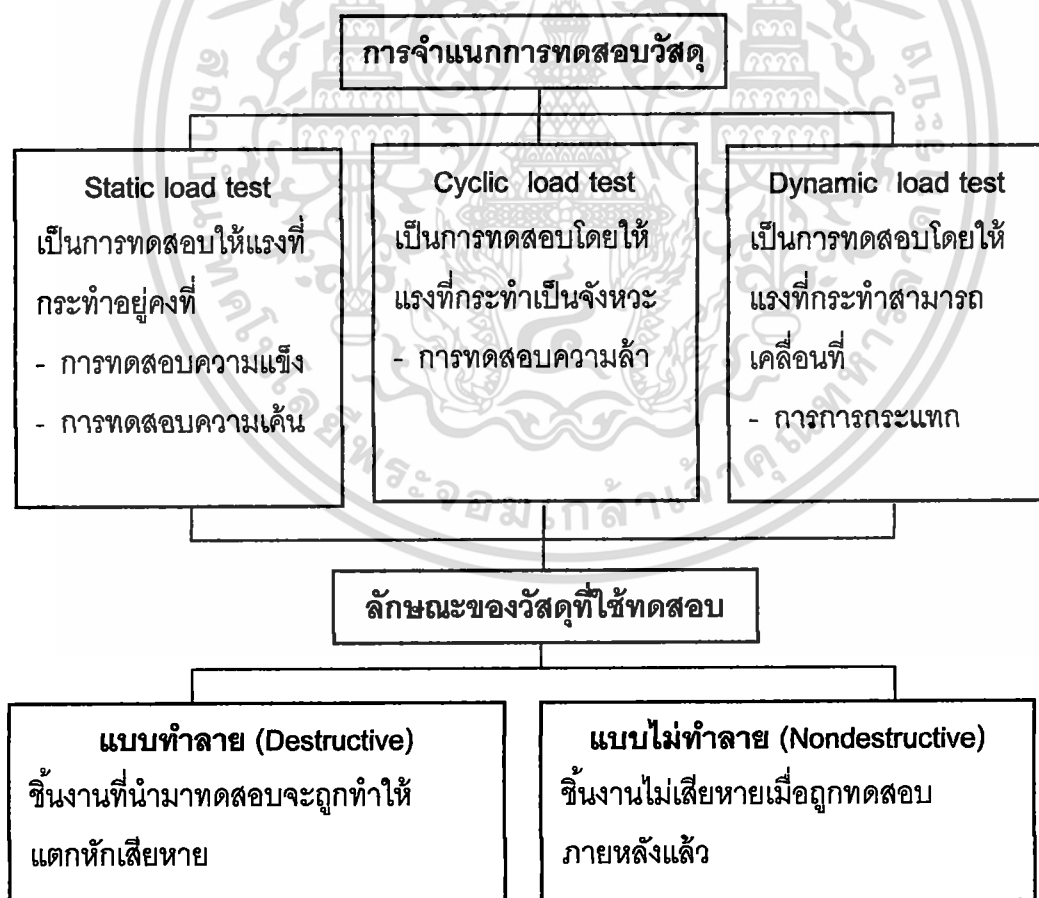 การจำแนกการทดสอบวัสดุ
Static load test
เป็นการทดสอบให้แรงที่
กระทำอยู่คงที่
- การทดสอบความแข็ง
- การทดสอบความเค้น
Cyclic load test
เป็นการทดสอบโดยให้
แรงที่กระทำเป็นจังหวะ
- การทดสอบความล้า
Dynamic load test
เป็นการทดสอบโดยให้
แรงที่กระทำสามารถ
เคลื่อนที่
- การการกระแทก
ลักษณะของวัสดุที่ใช้ทดสอบ
แบบทำลาย (Destructive)
ชิ้นงานที่นำมาทดสอบจะถูกทำให้
แตกหักเสียหาย
แบบไม่ทำลาย (Nondestructive)
ชิ้นงานไม่เสียหายเมื่อถูกทดสอบ
ภายหลังแล้ว